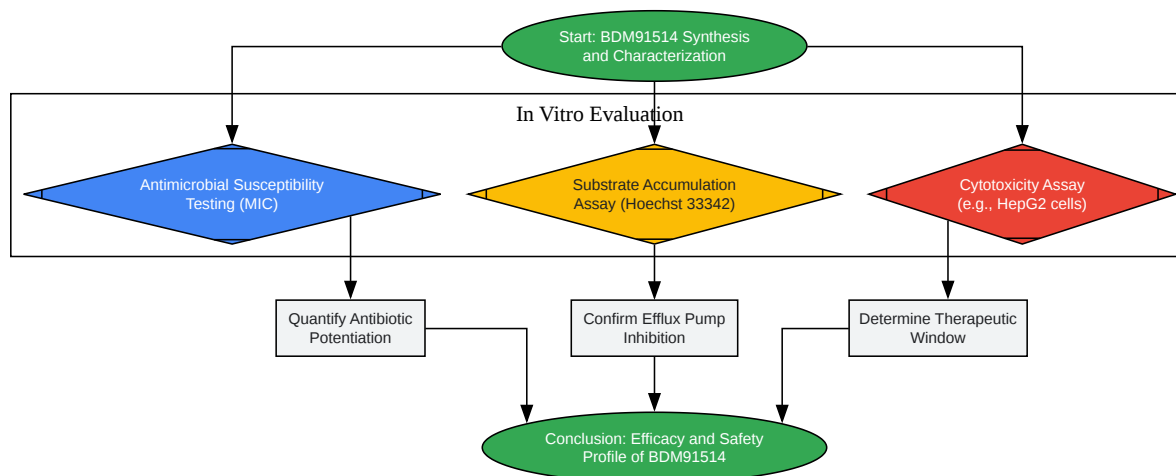 Start: BDM91514 Synthesis
and Characterization
In Vitro Evaluation
Antimicrobial Susceptibility
Testing (MIC)
Substrate Accumulation
Assay (Hoechst 33342)
Cytotoxicity Assay
(e.g., HepG2 cells)
Quantify Antibiotic
Potentiation
Confirm Efflux Pump
Inhibition
Determine Therapeutic
Window
Conclusion: Efficacy and Safety
Profile of BDM91514